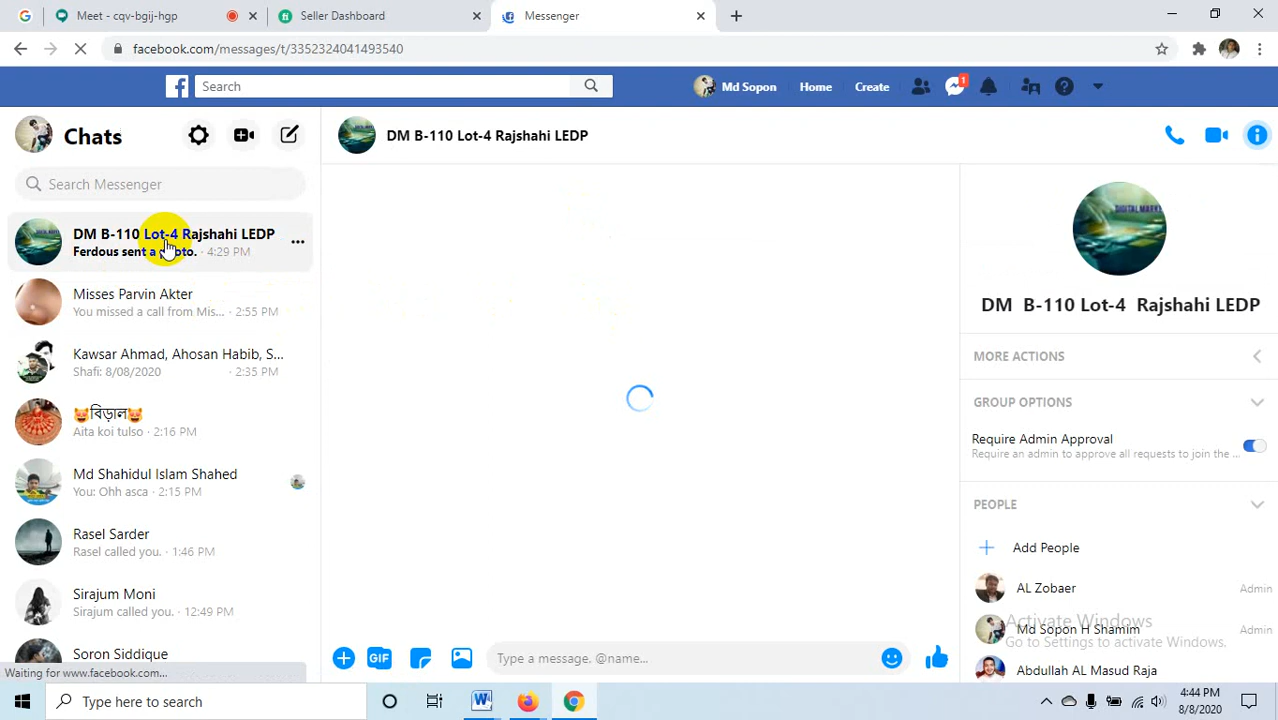 Meet - cqv-bgij-hgp
Seller Dashboard
Messenger
facebook.com/messages/t/3352324041493540
Search
Md Sopon
Home
Create
1
Chats
Search Messenger
DM B-110 Lot-4 Rajshahi LEDP
Ferdous sent a photo. · 4:29 PM
Misses Parvin Akter
You missed a call from Mis... · 2:55 PM
Kawsar Ahmad, Ahosan Habib, S...
Shafi: 8/08/2020 · 2:35 PM
বিড়াল
Aita koi tulso · 2:16 PM
Md Shahidul Islam Shahed
You: Ohh asca · 2:15 PM
Rasel Sarder
Rasel called you. · 1:46 PM
Sirajum Moni
Sirajum called you. · 12:49 PM
Soron Siddique
Waiting for www.facebook.com...
DM B-110 Lot-4 Rajshahi LEDP
GIF
Type a message. @name...
DIGITAL MARKE
DM B-110 Lot-4 Rajshahi LEDP
MORE ACTIONS
GROUP OPTIONS
Require Admin Approval
Require an admin to approve all requests to join the ...
PEOPLE
Add People
AL Zobaer
Admin
Md Sopon H Shamim
Admin
Abdullah AL Masud Raja
Activate Windows
Go to Settings to activate Windows.
Type here to search
4:44 PM
8/8/2020